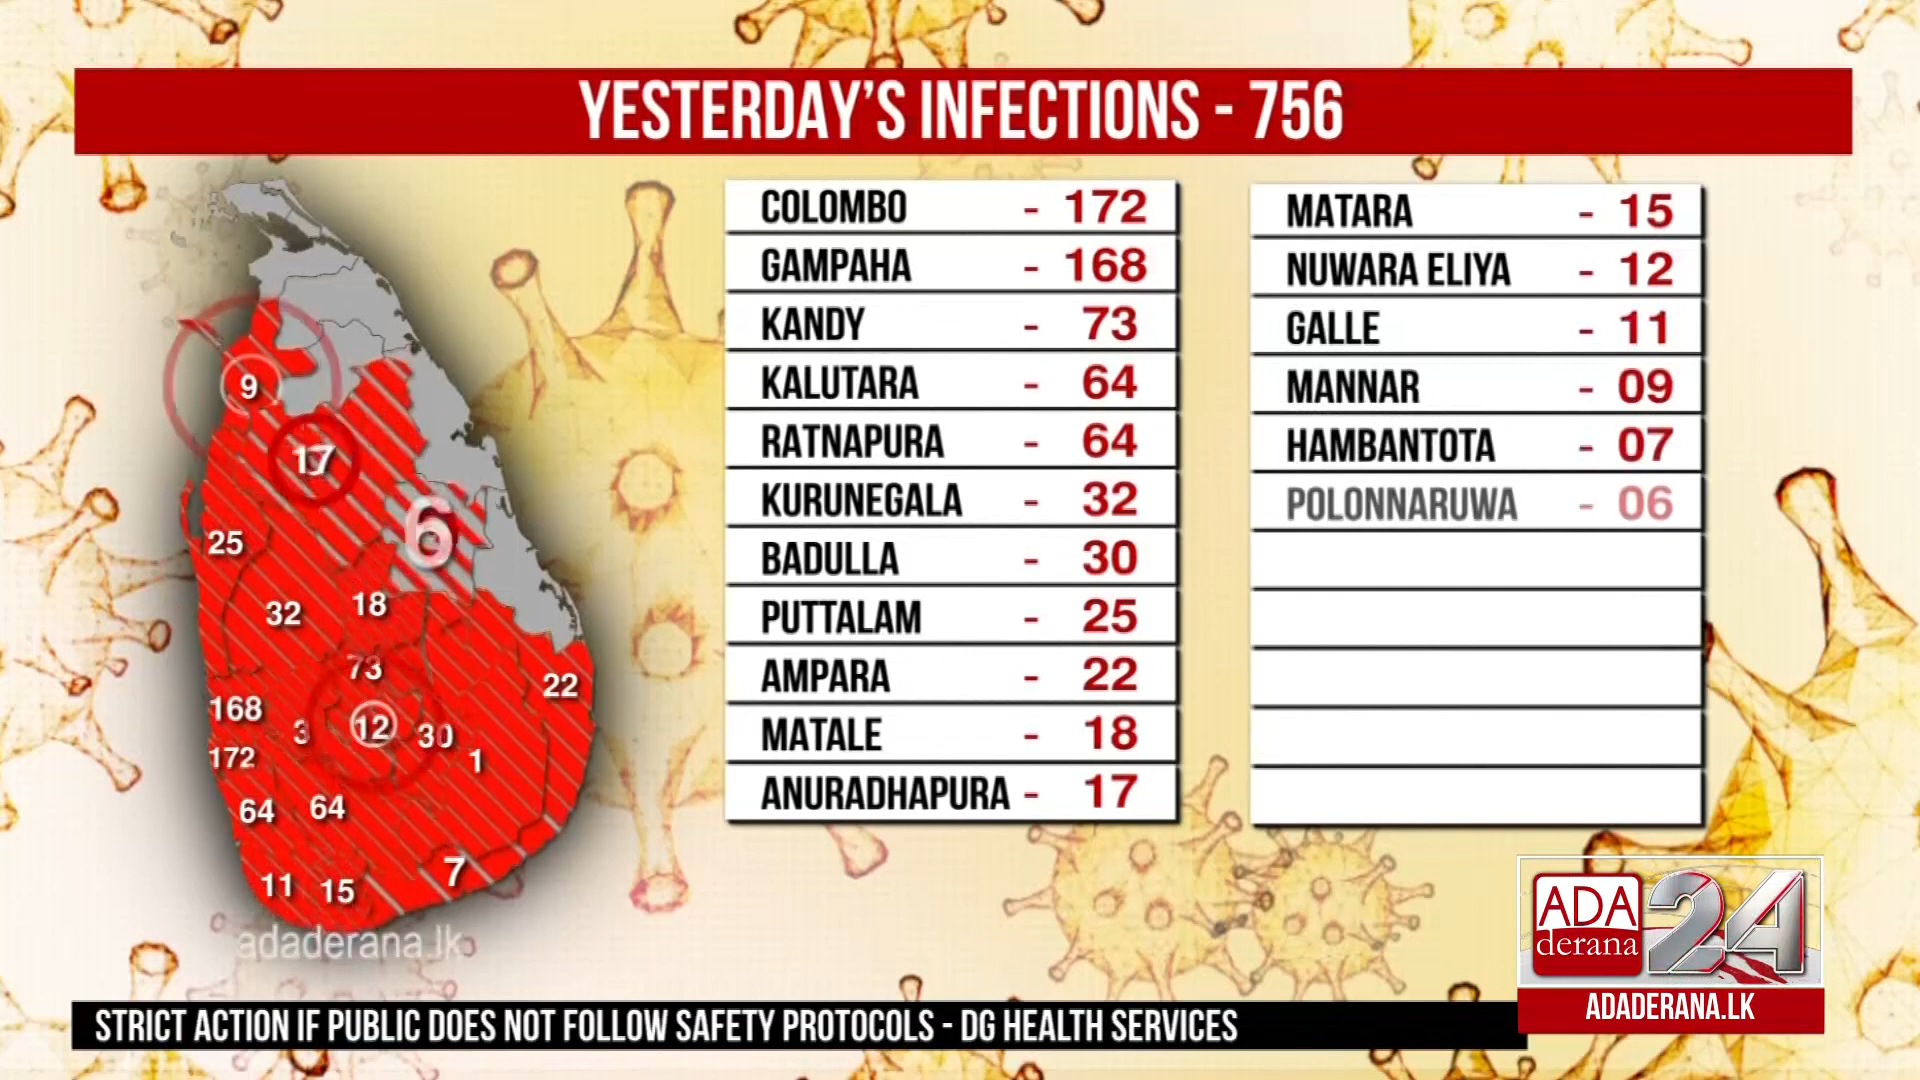 YESTERDAY'S INFECTIONS - 756
COLOMBO - 172
GAMPAHA - 168
KANDY - 73
KALUTARA - 64
RATNAPURA - 64
KURUNEGALA - 32
BADULLA - 30
PUTTALAM - 25
AMPARA - 22
MATALE - 18
ANURADHAPURA - 17
MATARA - 15
NUWARA ELIYA - 12
GALLE - 11
MANNAR - 09
HAMBANTOTA - 07
POLONNARUWA - 06
9
17
6
25
32
18
73
22
168
3
12
30
172
1
64
64
7
11
15
adaderana.lk
ADA
derana
24
ADADERANA.LK
STRICT ACTION IF PUBLIC DOES NOT FOLLOW SAFETY PROTOCOLS - DG HEALTH SERVICES